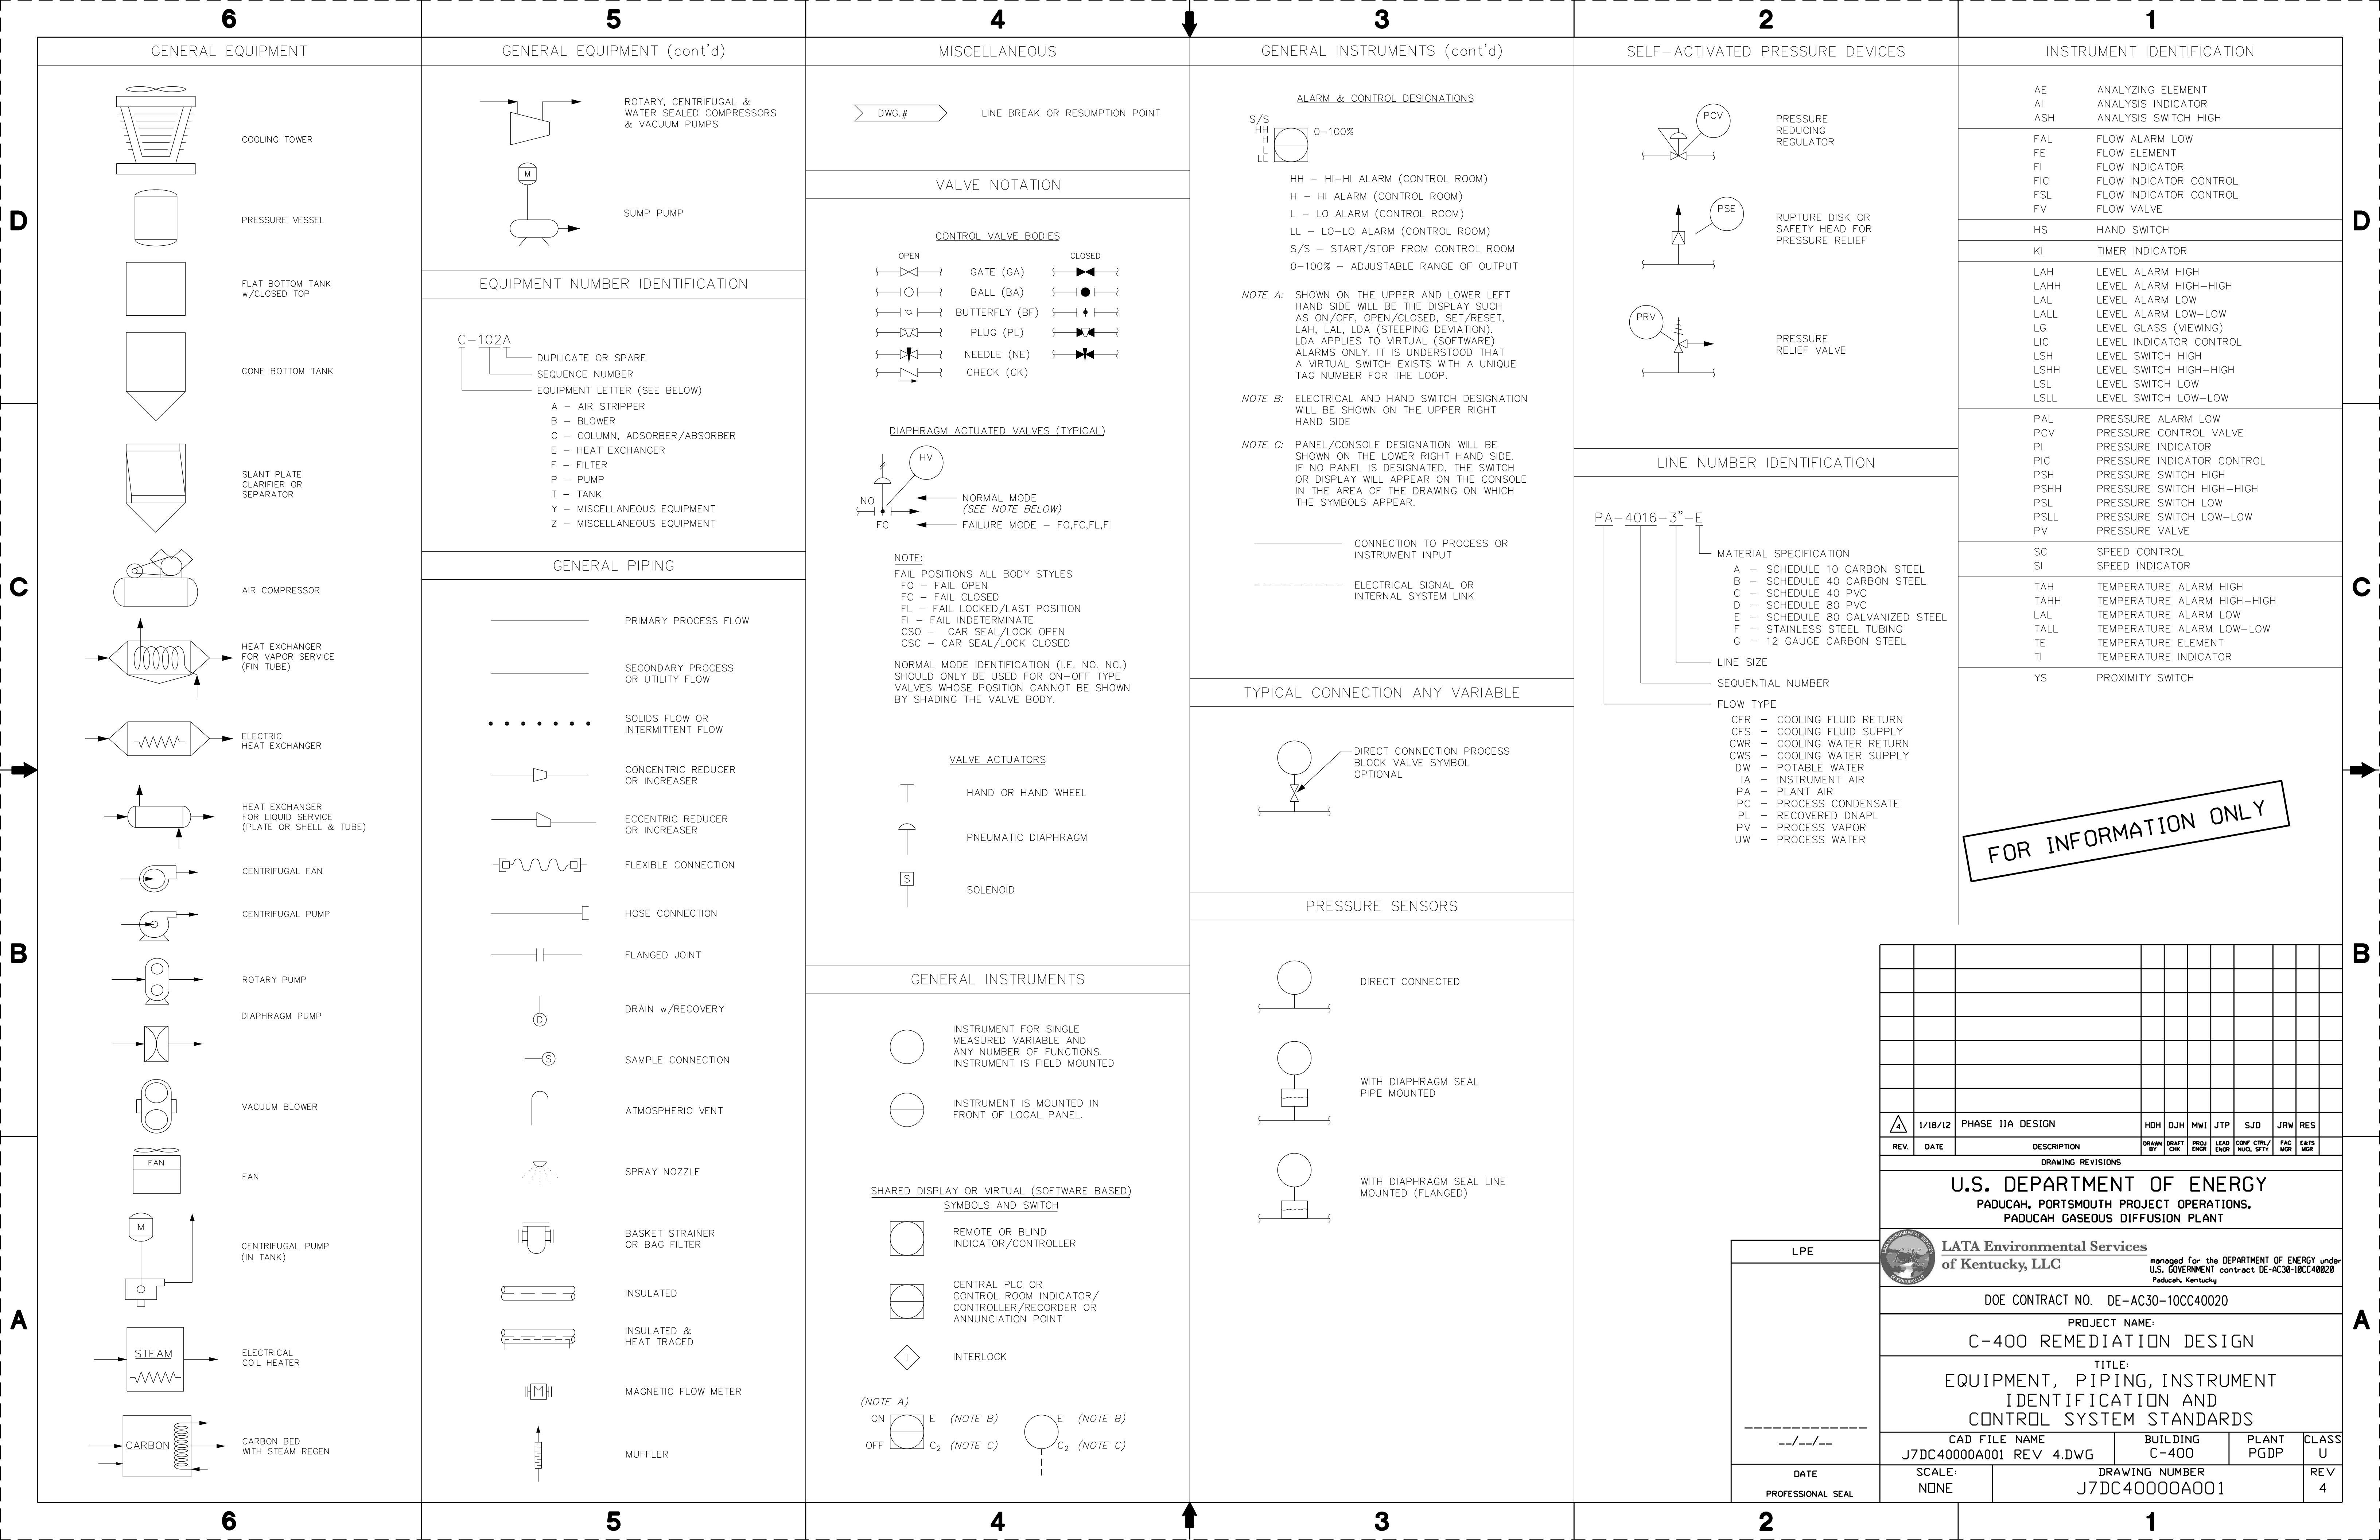 6
5
4
3
2
1
D
C
B
A
GENERAL EQUIPMENT
COOLING TOWER
PRESSURE VESSEL
FLAT BOTTOM TANK
w/CLOSED TOP
CONE BOTTOM TANK
SLANT PLATE
CLARIFIER OR
SEPARATOR
AIR COMPRESSOR
HEAT EXCHANGER
FOR VAPOR SERVICE
(FIN TUBE)
ELECTRIC
HEAT EXCHANGER
HEAT EXCHANGER
FOR LIQUID SERVICE
(PLATE OR SHELL & TUBE)
CENTRIFUGAL FAN
CENTRIFUGAL PUMP
ROTARY PUMP
DIAPHRAGM PUMP
VACUUM BLOWER
FAN
FAN
M
CENTRIFUGAL PUMP
(IN TANK)
STEAM
ELECTRICAL
COIL HEATER
CARBON
CARBON BED
WITH STEAM REGEN
GENERAL EQUIPMENT (cont'd)
ROTARY, CENTRIFUGAL &
WATER SEALED COMPRESSORS
& VACUUM PUMPS
M
SUMP PUMP
EQUIPMENT NUMBER IDENTIFICATION
C-102A
DUPLICATE OR SPARE
SEQUENCE NUMBER
EQUIPMENT LETTER (SEE BELOW)
A - AIR STRIPPER
B - BLOWER
C - COLUMN, ADSORBER/ABSORBER
E - HEAT EXCHANGER
F - FILTER
P - PUMP
T - TANK
Y - MISCELLANEOUS EQUIPMENT
Z - MISCELLANEOUS EQUIPMENT
GENERAL PIPING
PRIMARY PROCESS FLOW
SECONDARY PROCESS
OR UTILITY FLOW
SOLIDS FLOW OR
INTERMITTENT FLOW
CONCENTRIC REDUCER
OR INCREASER
ECCENTRIC REDUCER
OR INCREASER
FLEXIBLE CONNECTION
HOSE CONNECTION
FLANGED JOINT
D
DRAIN w/RECOVERY
S
SAMPLE CONNECTION
ATMOSPHERIC VENT
SPRAY NOZZLE
BASKET STRAINER
OR BAG FILTER
INSULATED
INSULATED &
HEAT TRACED
M
MAGNETIC FLOW METER
MUFFLER
MISCELLANEOUS
DWG.#
LINE BREAK OR RESUMPTION POINT
VALVE NOTATION
CONTROL VALVE BODIES
OPEN CLOSED
GATE (GA)
BALL (BA)
BUTTERFLY (BF)
PLUG (PL)
NEEDLE (NE)
CHECK (CK)
DIAPHRAGM ACTUATED VALVES (TYPICAL)
HV
NO
NORMAL MODE
(SEE NOTE BELOW)
FC
FAILURE MODE - FO,FC,FL,FI
NOTE:
FAIL POSITIONS ALL BODY STYLES
FO - FAIL OPEN
FC - FAIL CLOSED
FL - FAIL LOCKED/LAST POSITION
FI - FAIL INDETERMINATE
CSO - CAR SEAL/LOCK OPEN
CSC - CAR SEAL/LOCK CLOSED
NORMAL MODE IDENTIFICATION (I.E. NO. NC.)
SHOULD ONLY BE USED FOR ON-OFF TYPE
VALVES WHOSE POSITION CANNOT BE SHOWN
BY SHADING THE VALVE BODY.
VALVE ACTUATORS
HAND OR HAND WHEEL
PNEUMATIC DIAPHRAGM
S
SOLENOID
GENERAL INSTRUMENTS
INSTRUMENT FOR SINGLE
MEASURED VARIABLE AND
ANY NUMBER OF FUNCTIONS.
INSTRUMENT IS FIELD MOUNTED
INSTRUMENT IS MOUNTED IN
FRONT OF LOCAL PANEL.
SHARED DISPLAY OR VIRTUAL (SOFTWARE BASED)
SYMBOLS AND SWITCH
REMOTE OR BLIND
INDICATOR/CONTROLLER
CENTRAL PLC OR
CONTROL ROOM INDICATOR/
CONTROLLER/RECORDER OR
ANNUNCIATION POINT
I
INTERLOCK
(NOTE A)
ON E (NOTE B) E (NOTE B)
OFF C2 (NOTE C) C2 (NOTE C)
GENERAL INSTRUMENTS (cont'd)
ALARM & CONTROL DESIGNATIONS
S/S
HH
H
L
LL
0-100%
HH - HI-HI ALARM (CONTROL ROOM)
H - HI ALARM (CONTROL ROOM)
L - LO ALARM (CONTROL ROOM)
LL - LO-LO ALARM (CONTROL ROOM)
S/S - START/STOP FROM CONTROL ROOM
0-100% - ADJUSTABLE RANGE OF OUTPUT
NOTE A: SHOWN ON THE UPPER AND LOWER LEFT
HAND SIDE WILL BE THE DISPLAY SUCH
AS ON/OFF, OPEN/CLOSED, SET/RESET,
LAH, LAL, LDA (STEEPING DEVIATION).
LDA APPLIES TO VIRTUAL (SOFTWARE)
ALARMS ONLY. IT IS UNDERSTOOD THAT
A VIRTUAL SWITCH EXISTS WITH A UNIQUE
TAG NUMBER FOR THE LOOP.
NOTE B: ELECTRICAL AND HAND SWITCH DESIGNATION
WILL BE SHOWN ON THE UPPER RIGHT
HAND SIDE
NOTE C: PANEL/CONSOLE DESIGNATION WILL BE
SHOWN ON THE LOWER RIGHT HAND SIDE.
IF NO PANEL IS DESIGNATED, THE SWITCH
OR DISPLAY WILL APPEAR ON THE CONSOLE
IN THE AREA OF THE DRAWING ON WHICH
THE SYMBOLS APPEAR.
CONNECTION TO PROCESS OR
INSTRUMENT INPUT
ELECTRICAL SIGNAL OR
INTERNAL SYSTEM LINK
TYPICAL CONNECTION ANY VARIABLE
DIRECT CONNECTION PROCESS
BLOCK VALVE SYMBOL
OPTIONAL
PRESSURE SENSORS
DIRECT CONNECTED
WITH DIAPHRAGM SEAL
PIPE MOUNTED
WITH DIAPHRAGM SEAL LINE
MOUNTED (FLANGED)
SELF-ACTIVATED PRESSURE DEVICES
PCV
PRESSURE
REDUCING
REGULATOR
PSE
RUPTURE DISK OR
SAFETY HEAD FOR
PRESSURE RELIEF
PRV
PRESSURE
RELIEF VALVE
LINE NUMBER IDENTIFICATION
PA-4016-3"-E
MATERIAL SPECIFICATION
A - SCHEDULE 10 CARBON STEEL
B - SCHEDULE 40 CARBON STEEL
C - SCHEDULE 40 PVC
D - SCHEDULE 80 PVC
E - SCHEDULE 80 GALVANIZED STEEL
F - STAINLESS STEEL TUBING
G - 12 GAUGE CARBON STEEL
LINE SIZE
SEQUENTIAL NUMBER
FLOW TYPE
CFR - COOLING FLUID RETURN
CFS - COOLING FLUID SUPPLY
CWR - COOLING WATER RETURN
CWS - COOLING WATER SUPPLY
DW - POTABLE WATER
IA - INSTRUMENT AIR
PA - PLANT AIR
PC - PROCESS CONDENSATE
PL - RECOVERED DNAPL
PV - PROCESS VAPOR
UW - PROCESS WATER
INSTRUMENT IDENTIFICATION
AE ANALYZING ELEMENT
AI ANALYSIS INDICATOR
ASH ANALYSIS SWITCH HIGH
FAL FLOW ALARM LOW
FE FLOW ELEMENT
FI FLOW INDICATOR
FIC FLOW INDICATOR CONTROL
FSL FLOW INDICATOR CONTROL
FV FLOW VALVE
HS HAND SWITCH
KI TIMER INDICATOR
LAH LEVEL ALARM HIGH
LAHH LEVEL ALARM HIGH-HIGH
LAL LEVEL ALARM LOW
LALL LEVEL ALARM LOW-LOW
LG LEVEL GLASS (VIEWING)
LIC LEVEL INDICATOR CONTROL
LSH LEVEL SWITCH HIGH
LSHH LEVEL SWITCH HIGH-HIGH
LSL LEVEL SWITCH LOW
LSLL LEVEL SWITCH LOW-LOW
PAL PRESSURE ALARM LOW
PCV PRESSURE CONTROL VALVE
PI PRESSURE INDICATOR
PIC PRESSURE INDICATOR CONTROL
PSH PRESSURE SWITCH HIGH
PSHH PRESSURE SWITCH HIGH-HIGH
PSL PRESSURE SWITCH LOW
PSLL PRESSURE SWITCH LOW-LOW
PV PRESSURE VALVE
SC SPEED CONTROL
SI SPEED INDICATOR
TAH TEMPERATURE ALARM HIGH
TAHH TEMPERATURE ALARM HIGH-HIGH
LAL TEMPERATURE ALARM LOW
TALL TEMPERATURE ALARM LOW-LOW
TE TEMPERATURE ELEMENT
TI TEMPERATURE INDICATOR
YS PROXIMITY SWITCH
FOR INFORMATION ONLY
4 1/18/12 PHASE IIA DESIGN HDH DJH MWI JTP SJD JRW RES
REV. DATE DESCRIPTION DRAWN BY DRAFT CHK PROJ ENGR LEAD ENGR CONF CTRL/ NUCL SFTY FAC MGR E&TS MGR
DRAWING REVISIONS
U.S. DEPARTMENT OF ENERGY
PADUCAH, PORTSMOUTH PROJECT OPERATIONS,
PADUCAH GASEOUS DIFFUSION PLANT
LATA Environmental Services
of Kentucky, LLC
managed for the DEPARTMENT OF ENERGY under
U.S. GOVERNMENT contract DE-AC30-10CC40020
Paducah, Kentucky
DOE CONTRACT NO. DE-AC30-10CC40020
PROJECT NAME:
C-400 REMEDIATION DESIGN
TITLE:
EQUIPMENT, PIPING, INSTRUMENT
IDENTIFICATION AND
CONTROL SYSTEM STANDARDS
CAD FILE NAME BUILDING PLANT CLASS
J7DC40000A001 REV 4.DWG C-400 PGDP U
SCALE: DRAWING NUMBER REV
NONE J7DC40000A001 4
LPE
__/__/__
DATE
PROFESSIONAL SEAL
D
C
B
A
6
5
4
3
2
1